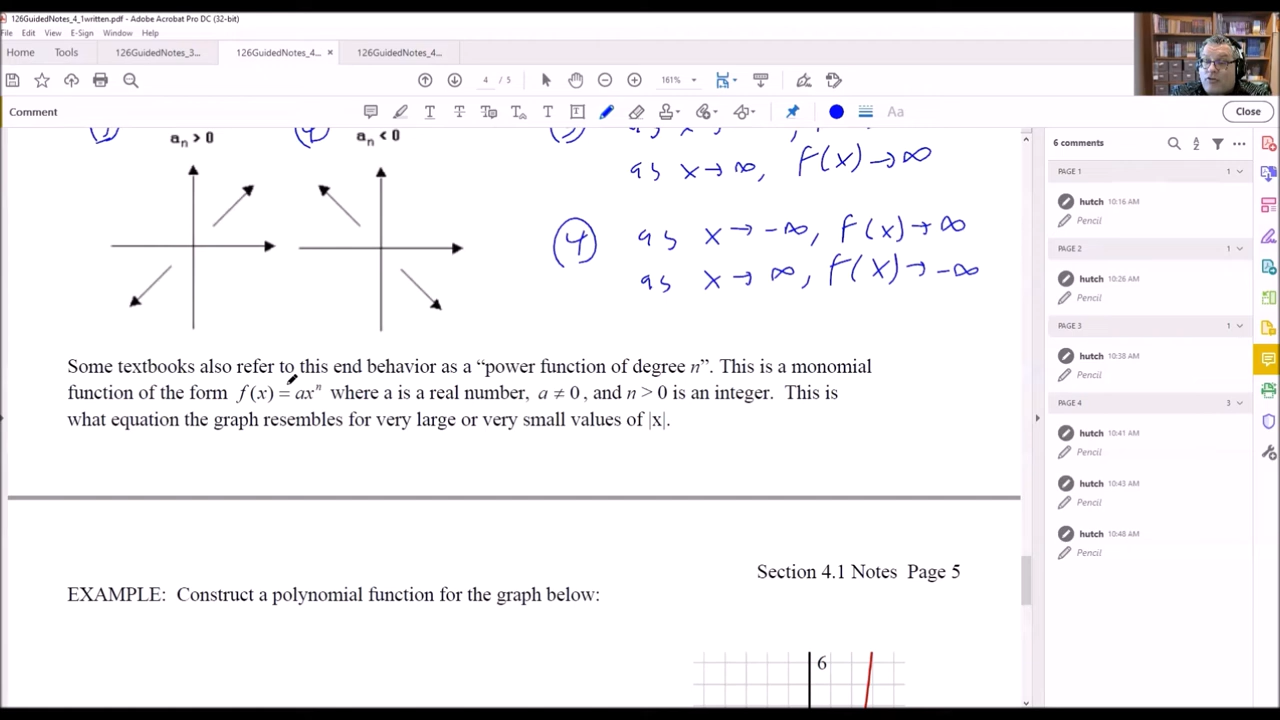 126GuidedNotes_4_1written.pdf - Adobe Acrobat Pro DC (32-bit)
File Edit View E-Sign Window Help
Home Tools 126GuidedNotes_3... 126GuidedNotes_4... × 126GuidedNotes_4...
4 / 5 161%
Comment Close
6 comments
aₙ > 0 aₙ < 0
as x → ∞, f(x) → ∞
④ as x → -∞, f(x) → ∞
as x → ∞, f(x) → -∞
Some textbooks also refer to this end behavior as a “power function of degree n”. This is a monomial
function of the form f(x) = axⁿ where a is a real number, a ≠ 0, and n > 0 is an integer. This is
what equation the graph resembles for very large or very small values of |x|.
Section 4.1 Notes Page 5
EXAMPLE: Construct a polynomial function for the graph below:
6
PAGE 1 1
hutch 10:16 AM
Pencil
PAGE 2 1
hutch 10:26 AM
Pencil
PAGE 3 1
hutch 10:38 AM
Pencil
PAGE 4 3
hutch 10:41 AM
Pencil
hutch 10:43 AM
Pencil
hutch 10:48 AM
Pencil